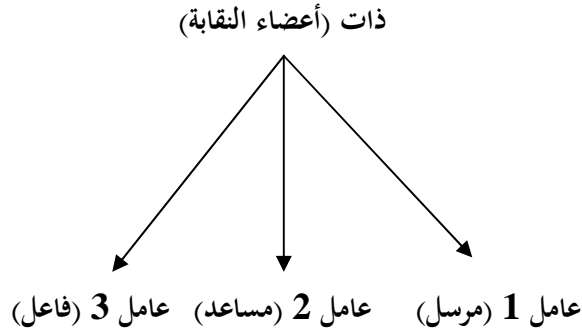 ذات (أعضاء النقابة)
عامل 1 (مرسل) عامل 2 (مساعد) عامل 3 (فاعل)